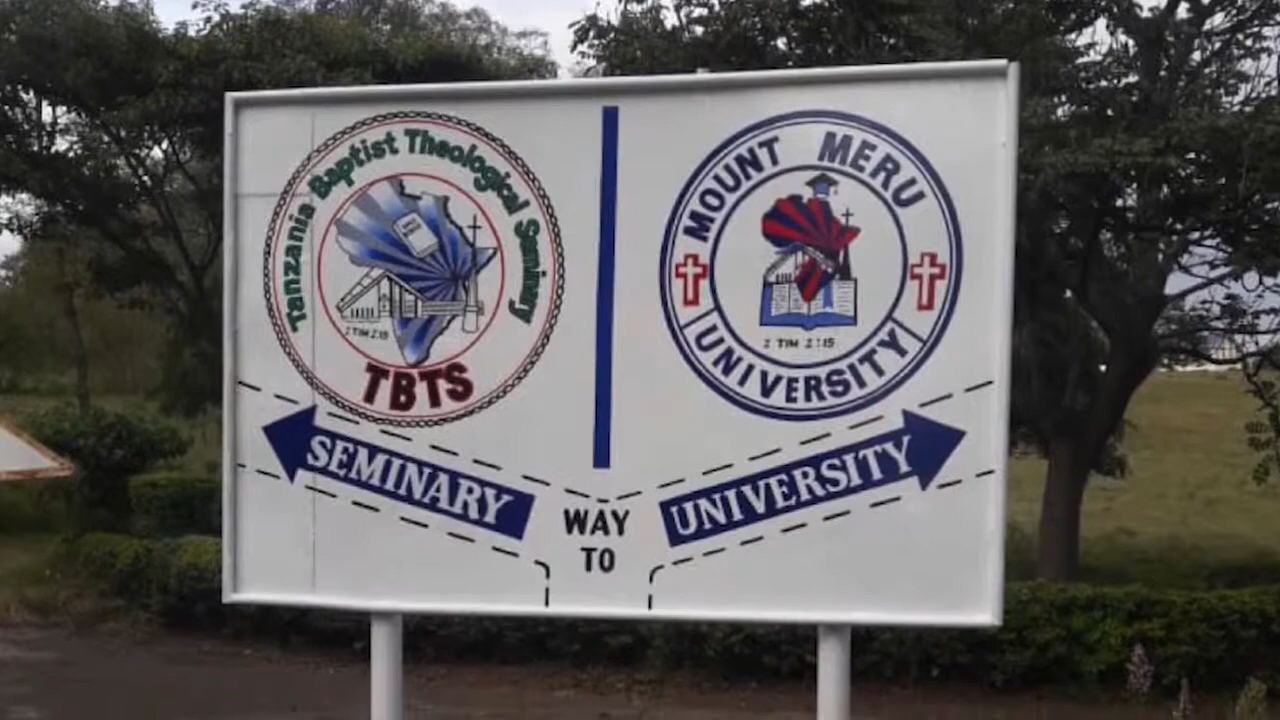 Tanzania Baptist Theological Seminary
2 TIM 2:15
TBTS
MOUNT MERU
2 TIM 2:15
UNIVERSITY
SEMINARY
WAY
TO
UNIVERSITY